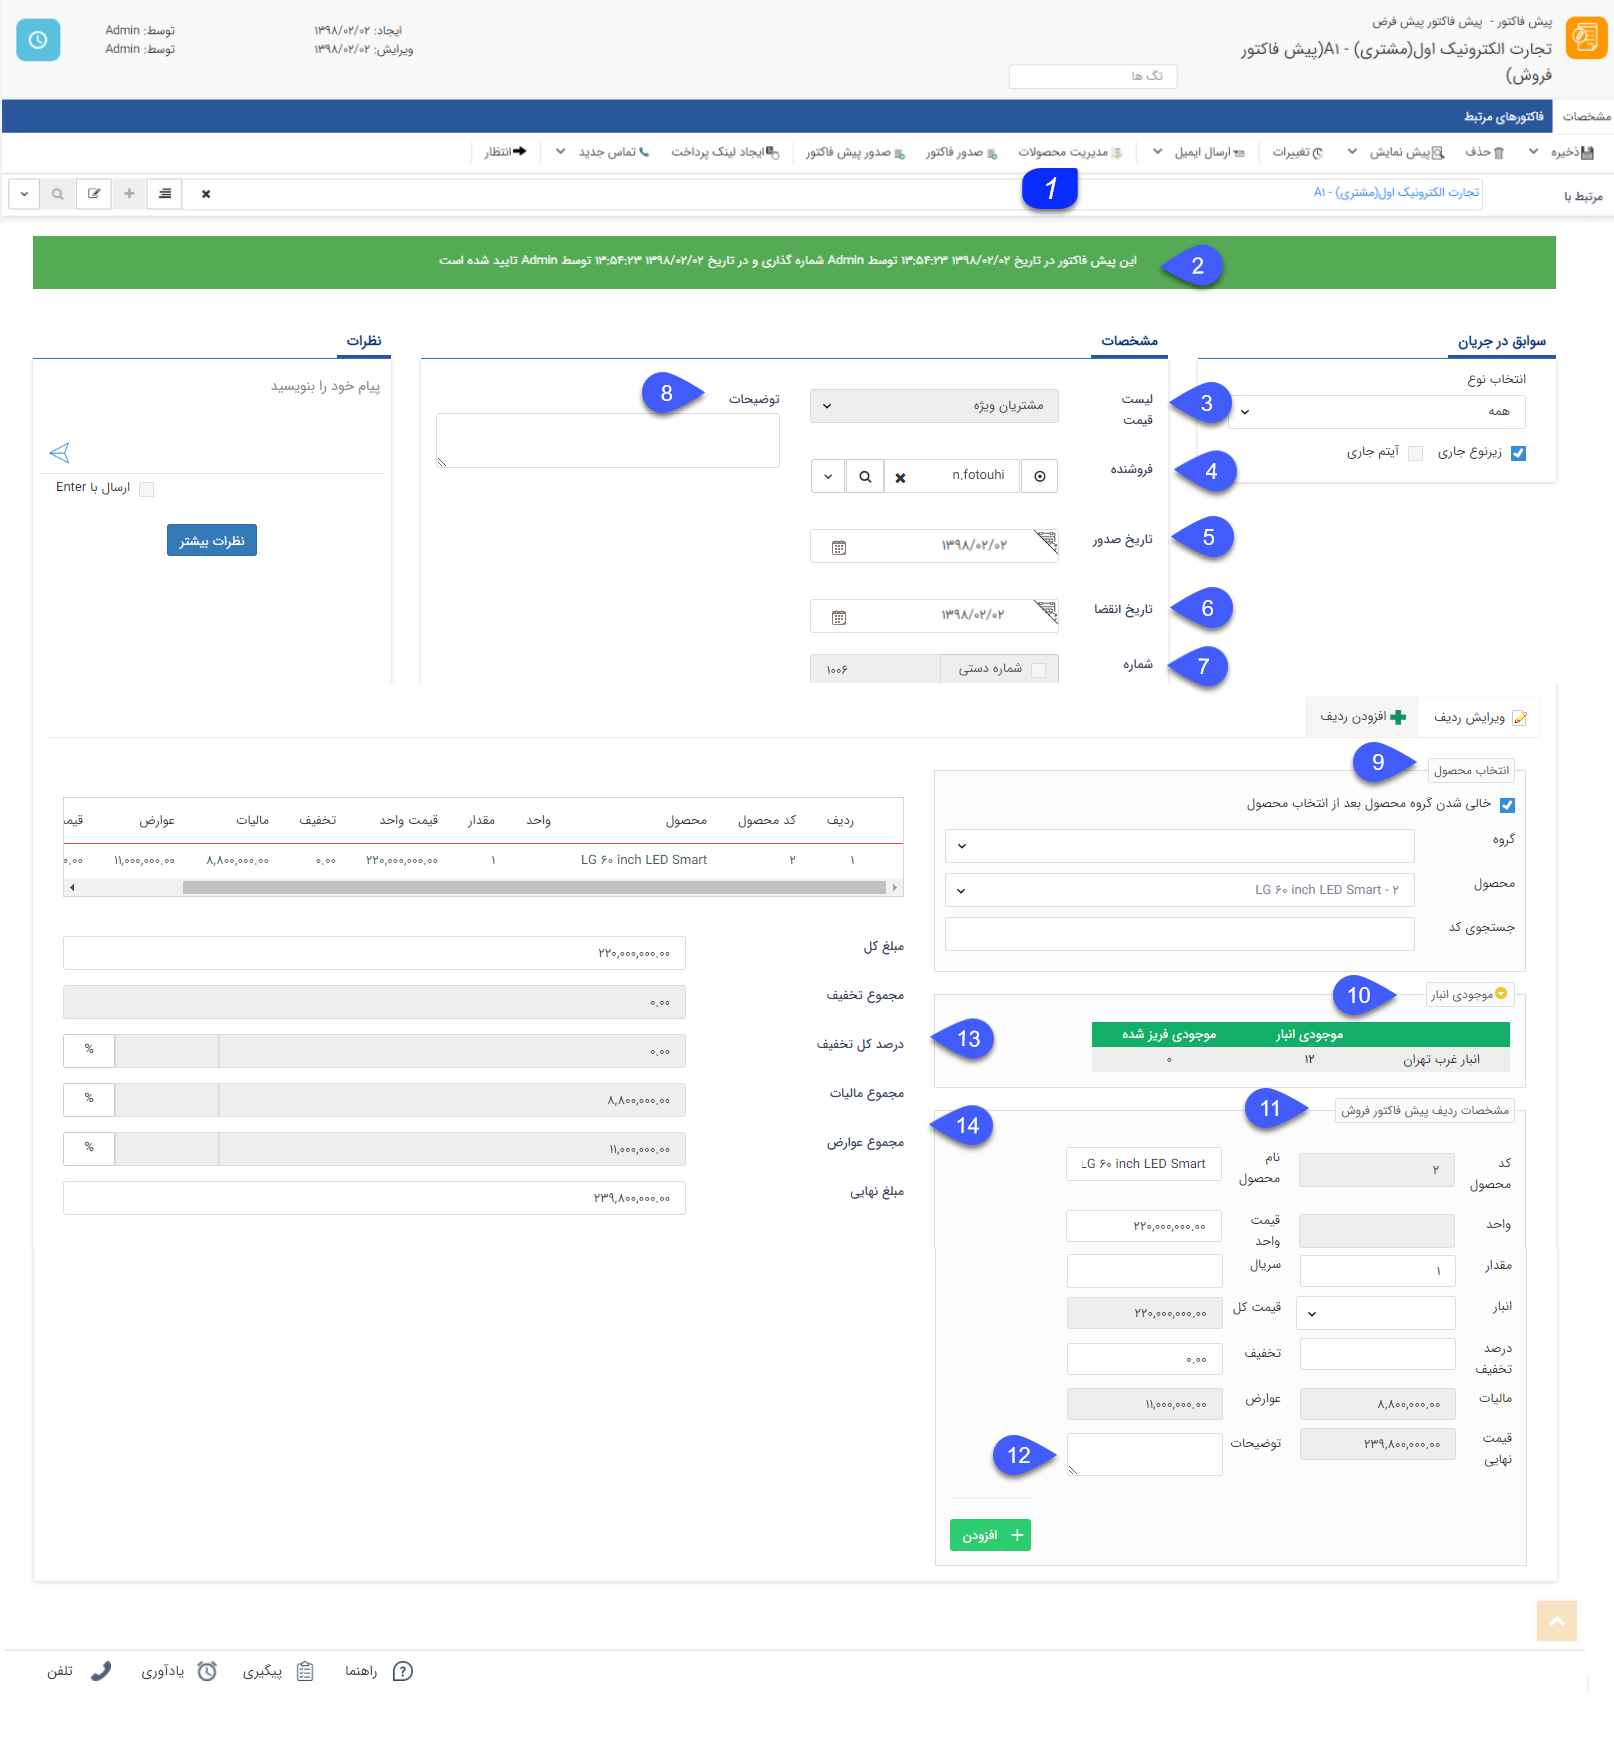 پیش فاکتور - پیش فاکتور پیش فرض
تجارت الکترونیک اول(مشتری) - A۱(پیش فاکتور
فروش)
تگ ها
ایجاد: ۱۳۹۸/۰۲/۰۲
توسط: Admin
ویرایش: ۱۳۹۸/۰۲/۰۲
توسط: Admin
مشخصات
فاکتورهای مرتبط
ذخیره
حذف
پیش نمایش
تغییرات
ارسال ایمیل
مدیریت محصولات
صدور فاکتور
صدور پیش فاکتور
ایجاد لینک پرداخت
تماس جدید
انتظار
مرتبط با
تجارت الکترونیک اول(مشتری) - A۱
1
این پیش فاکتور در تاریخ ۱۳۹۸/۰۲/۰۲ ۱۳:۵۴:۲۳ توسط Admin شماره گذاری و در تاریخ ۱۳۹۸/۰۲/۰۲ ۱۳:۵۴:۲۳ توسط Admin تایید شده است
2
سوابق در جریان
انتخاب نوع
همه
زیرنوع جاری
آیتم جاری
مشخصات
3
لیست
قیمت
مشتریان ویژه
8
توضیحات
4
فروشنده
n.fotouhi
5
تاریخ صدور
۱۳۹۸/۰۲/۰۲
6
تاریخ انقضا
۱۳۹۸/۰۲/۰۲
7
شماره
شماره دستی
۱۰۰۶
نظرات
پیام خود را بنویسید
ارسال با Enter
نظرات بیشتر
ویرایش ردیف
افزودن ردیف
9
انتخاب محصول
خالی شدن گروه محصول بعد از انتخاب محصول
گروه
محصول
۲ - LG ۶۰ inch LED Smart
جستجوی کد
10
موجودی انبار
موجودی انبار
موجودی فریز شده
انبار غرب تهران
۱۲
۰
11
مشخصات ردیف پیش فاکتور فروش
کد
محصول
۲
نام
محصول
LG ۶۰ inch LED Smart
واحد
قیمت
واحد
۲۲۰,۰۰۰,۰۰۰.۰۰
مقدار
۱
سریال
انبار
قیمت کل
۲۲۰,۰۰۰,۰۰۰.۰۰
درصد
تخفیف
تخفیف
۰.۰۰
مالیات
۸,۸۰۰,۰۰۰.۰۰
عوارض
۱۱,۰۰۰,۰۰۰.۰۰
قیمت
نهایی
۲۳۹,۸۰۰,۰۰۰.۰۰
توضیحات
12
افزودن
ردیف
کد محصول
محصول
واحد
مقدار
قیمت واحد
تخفیف
مالیات
عوارض
۱
۲
LG ۶۰ inch LED Smart
۱
۲۲۰,۰۰۰,۰۰۰.۰۰
۰.۰۰
۸,۸۰۰,۰۰۰.۰۰
۱۱,۰۰۰,۰۰۰.۰۰
مبلغ کل
۲۲۰,۰۰۰,۰۰۰.۰۰
مجموع تخفیف
۰.۰۰
13
درصد کل تخفیف
۰.۰۰
%
مجموع مالیات
۸,۸۰۰,۰۰۰.۰۰
%
14
مجموع عوارض
۱۱,۰۰۰,۰۰۰.۰۰
%
مبلغ نهایی
۲۳۹,۸۰۰,۰۰۰.۰۰
راهنما
پیگیری
یادآوری
تلفن